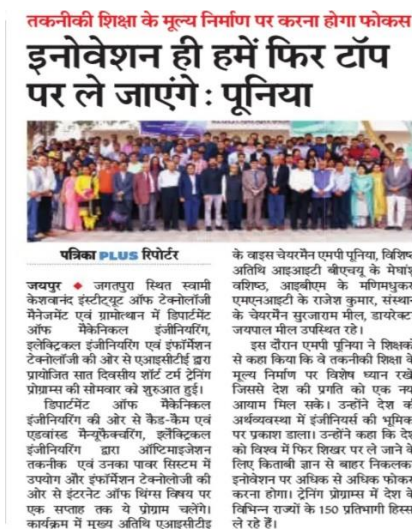 तकनीकी शिक्षा के मूल्य निर्माण पर करना होगा फोकस
इनोवेशन ही हमें फिर टॉप
पर ले जाएंगे : पूनिया
पत्रिका PLUS रिपोर्टर
जयपुर ◆ जगतपुरा स्थित स्वामी
केशवानंद इंस्टीट्यूट ऑफ टेक्नोलॉजी
मैनेजमेंट एवं ग्रामोत्थान में डिपार्टमेंट
ऑफ मैकेनिकल इंजीनियरिंग,
इलेक्ट्रिकल इंजीनियरिंग एवं इंफॉर्मेशन
टेक्नोलॉजी की ओर से एआइसीटीई द्वारा
प्रायोजित सात दिवसीय शॉर्ट टर्म ट्रेनिंग
प्रोग्राम्स की सोमवार को शुरुआत हुई।
डिपार्टमेंट ऑफ मैकेनिकल
इंजीनियरिंग की ओर से कैड-कैम एवं
एडवांस्ड मैन्यूफैक्चरिंग, इलेक्ट्रिकल
इंजीनियरिंग द्वारा ऑप्टिमाइजेशन
तकनीक एवं उनका पावर सिस्टम में
उपयोग और इंफॉर्मेशन टेक्नोलोजी की
ओर से इंटरनेट ऑफ थिंग्स विषय पर
एक सप्ताह तक ये प्रोग्राम चलेंगे।
कार्यक्रम में मुख्य अतिथि एआइसीटीई
के वाइस चेयरमैन एमपी पूनिया, विशिष्ट
अतिथि आइआइटी बीएचयू के मेघांशु
वशिष्ठ, आइबीएम के मणिमधुकर
एमएनआइटी के राजेश कुमार, संस्था
के चेयरमैन सूरजाराम मील, डायरेक्टर
जयपाल मील उपस्थित रहे।
इस दौरान एमपी पूनिया ने शिक्षकों
से कहा किया कि वे तकनीकी शिक्षा के
मूल्य निर्माण पर विशेष ध्यान रखें
जिससे देश की प्रगति को एक नया
आयाम मिल सके। उन्होंने देश की
अर्थव्यवस्था में इंजीनियर्स की भूमिका
पर प्रकाश डाला। उन्होंने कहा कि देश
को विश्व में फिर शिखर पर ले जाने के
लिए किताबी ज्ञान से बाहर निकलकर
इनोवेशन पर अधिक से अधिक फोकस
करना होगा। ट्रेनिंग प्रोग्राम्स में देश के
विभिन्न राज्यों के 150 प्रतिभागी हिस्सा
ले रहे हैं।